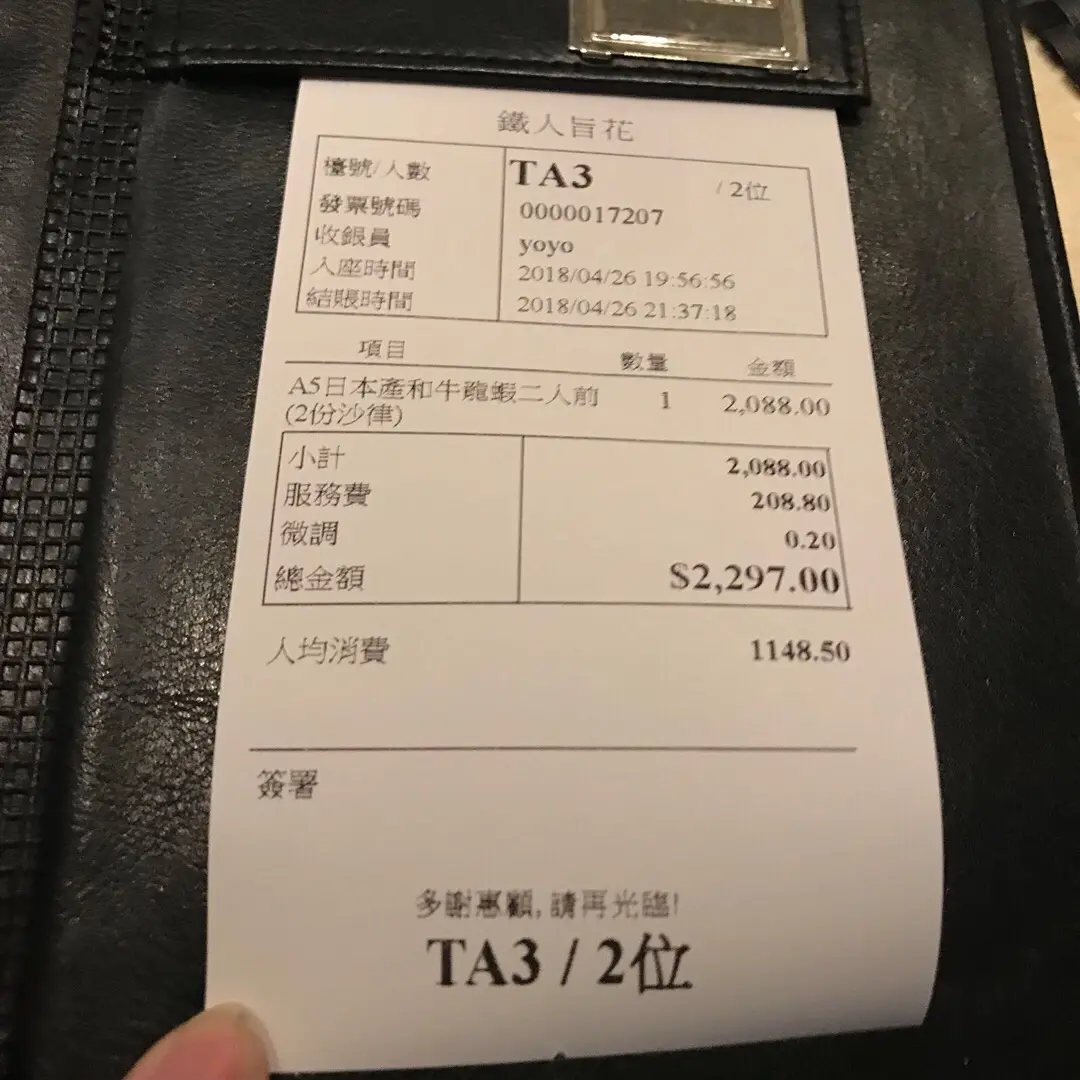 鐵人旨花
檯號/人數 TA3 / 2位
發票號碼 0000017207
收銀員 yoyo
入座時間 2018/04/26 19:56:56
結賬時間 2018/04/26 21:37:18
項目 數量 金額
A5日本產和牛龍蝦二人前 1 2,088.00
(2份沙律)
小計 2,088.00
服務費 208.80
微調 0.20
總金額 $2,297.00
人均消費 1148.50
簽署
多謝惠顧, 請再光臨!
TA3 / 2位